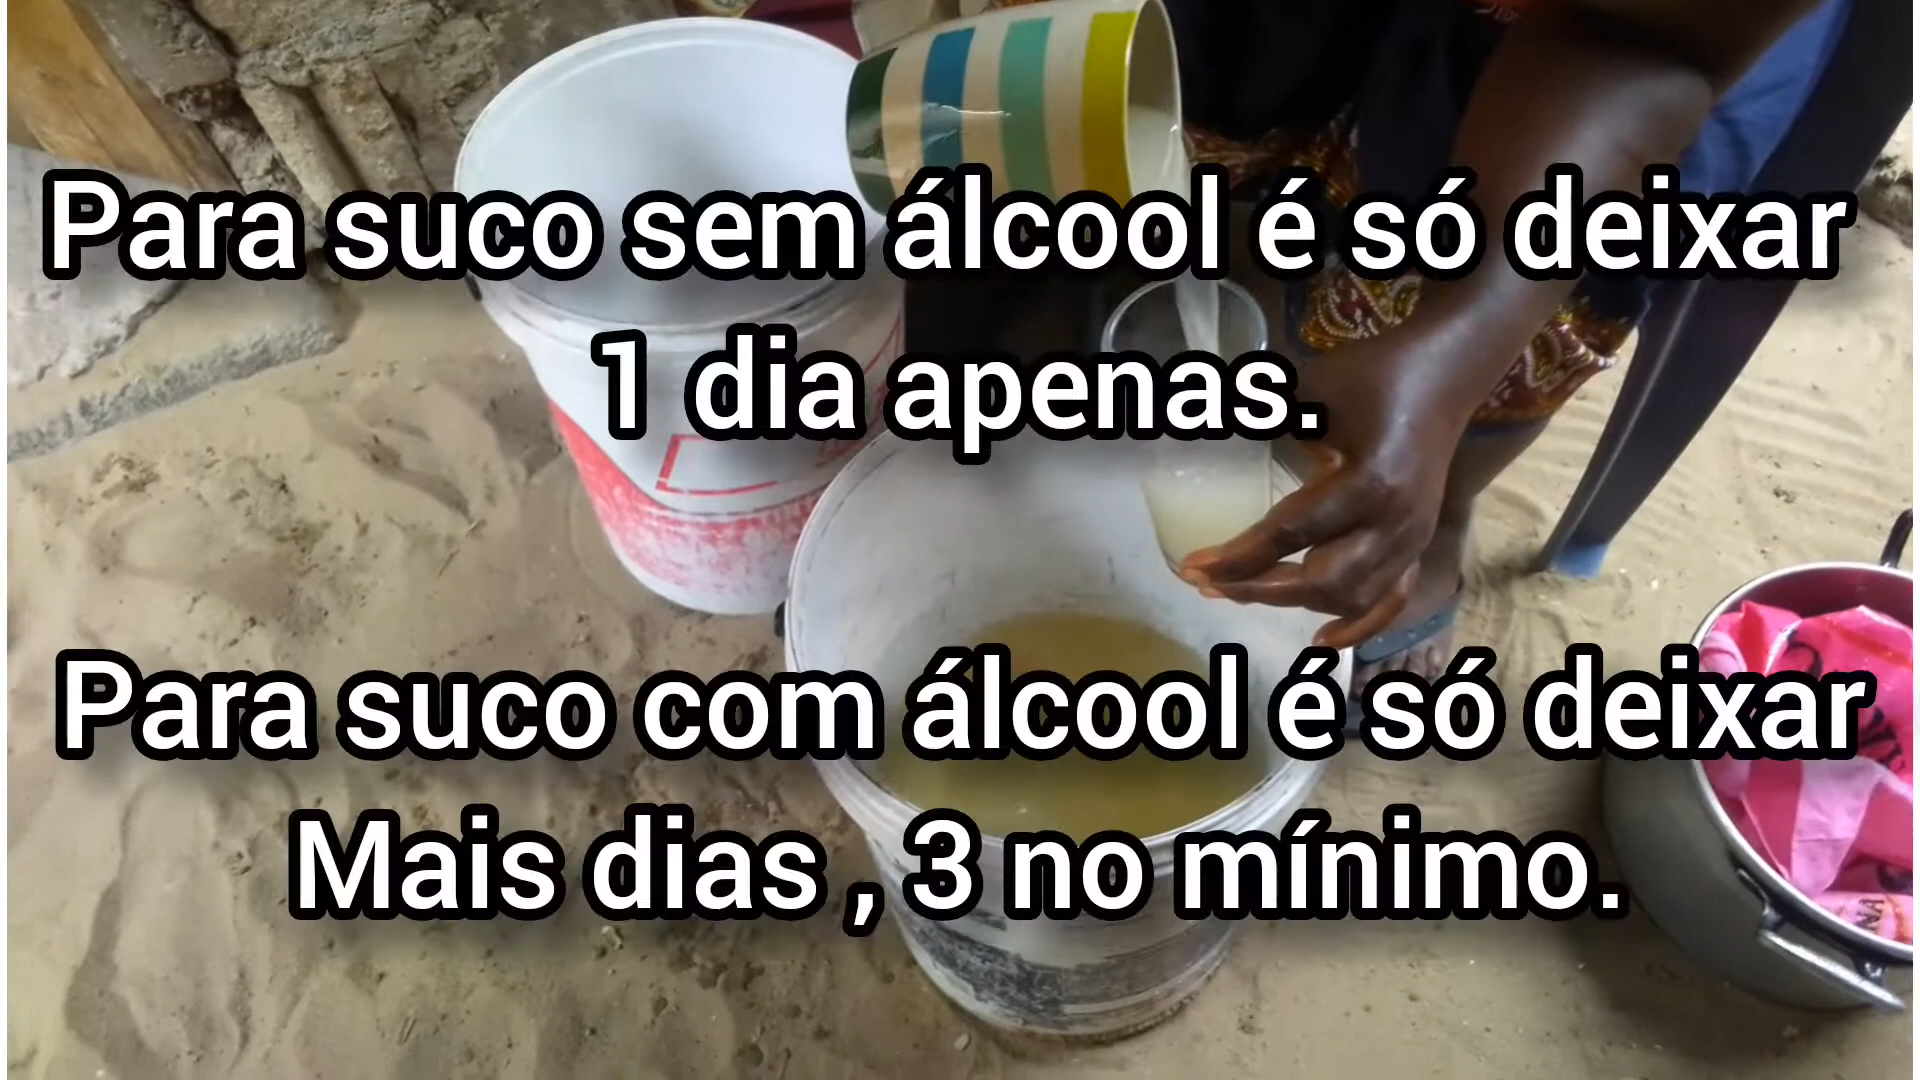 Para suco sem álcool é só deixar
1 dia apenas.
Para suco com álcool é só deixar
Mais dias , 3 no mínimo.